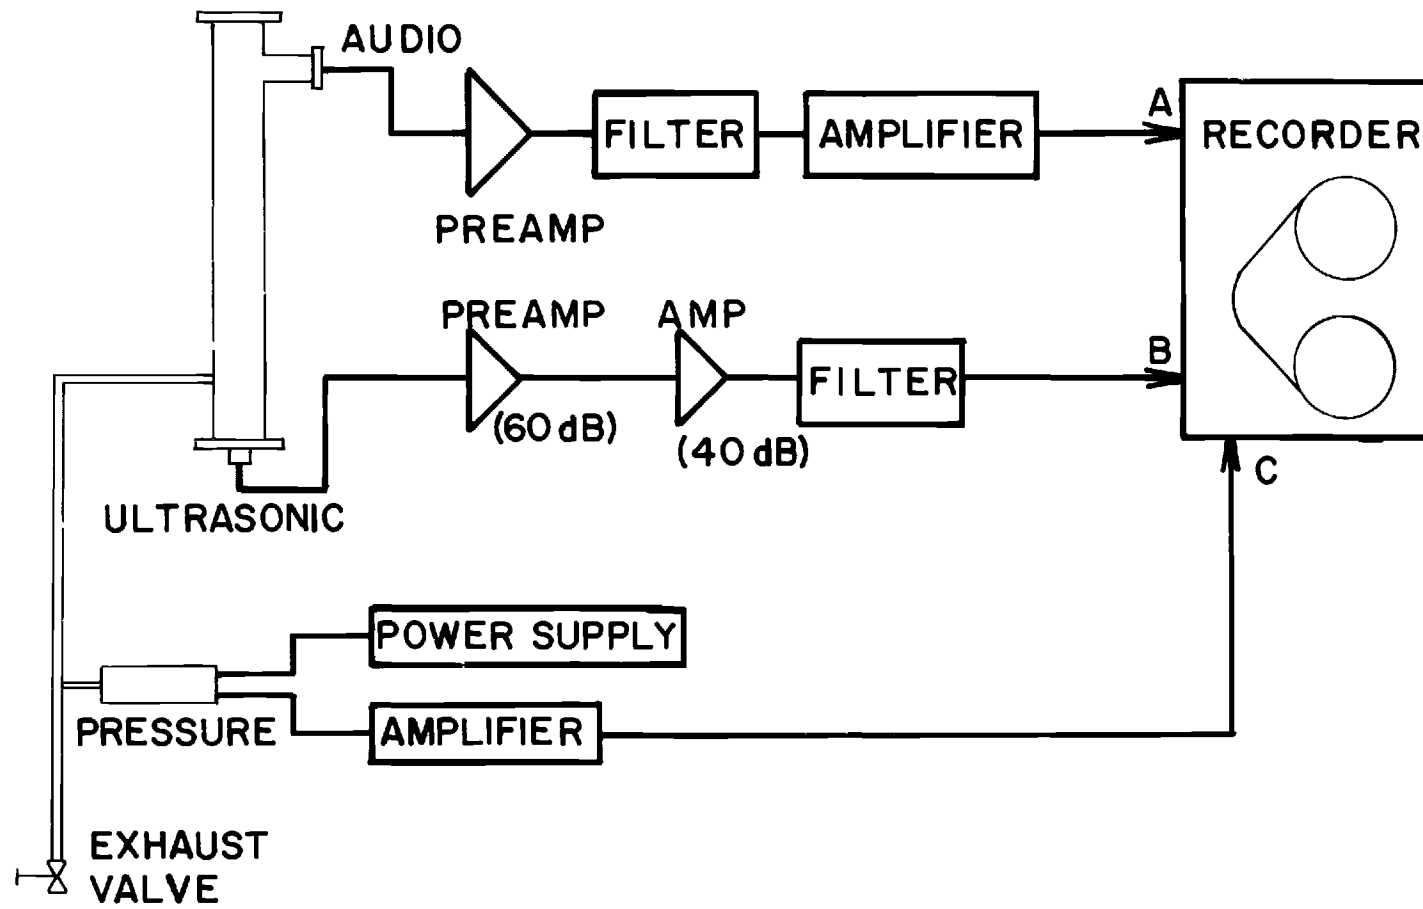 AUDIO
A
FILTER
AMPLIFIER
RECORDER
PREAMP
PREAMP
AMP
B
FILTER
(60 dB)
(40 dB)
C
ULTRASONIC
POWER SUPPLY
PRESSURE
AMPLIFIER
EXHAUST
VALVE